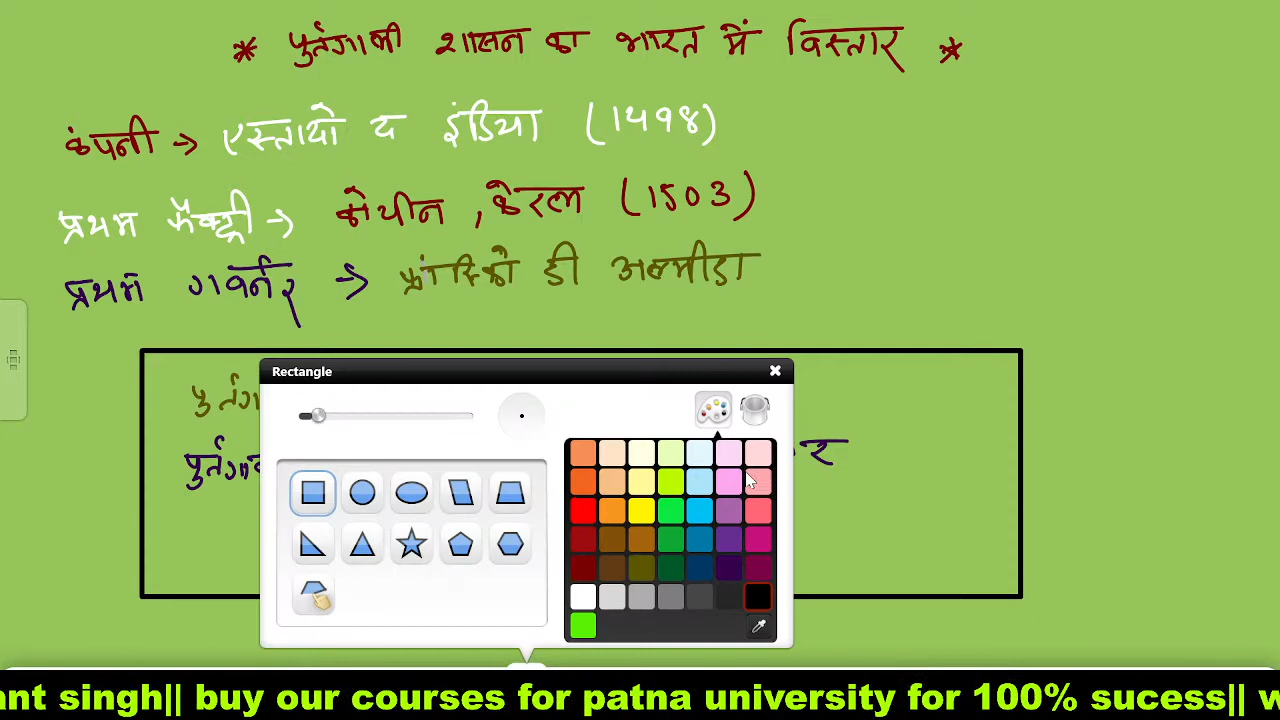 * पुर्तगाली शासन का भारत में विस्तार *
कंपनी → एस्तादो द इंडिया (1498)
प्रथम फैक्ट्री → कोचीन , केरल (1503)
प्रथम गवर्नर → फ्रांसिस्को डी अल्मीडा
Rectangle
ant singh|| buy our courses for patna university for 100% sucess||